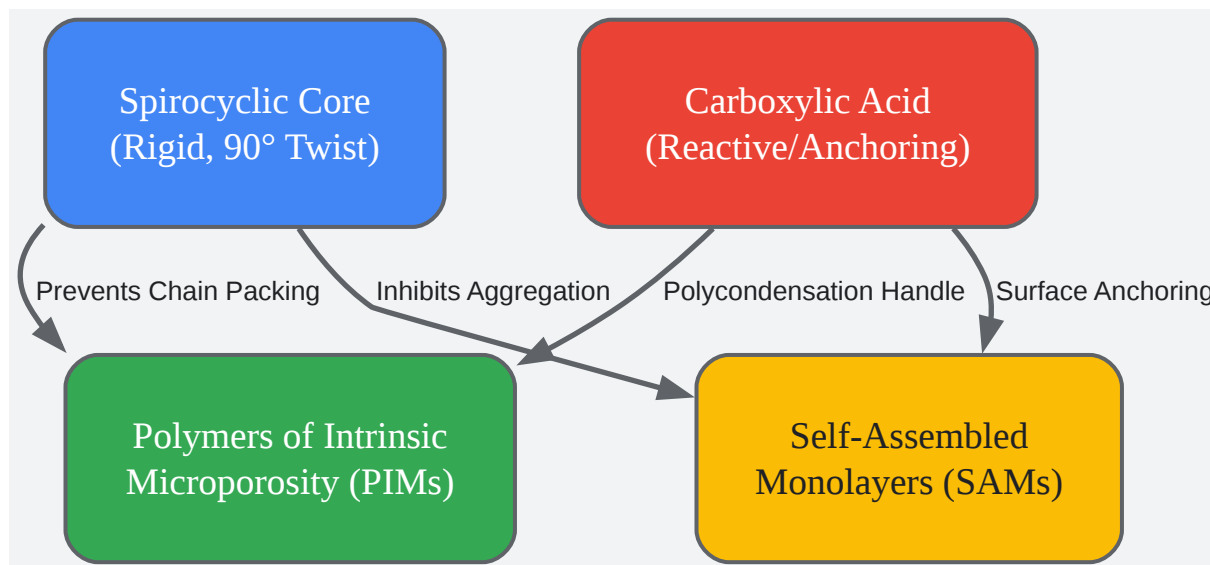 Spirocyclic Core
(Rigid, 90° Twist)
Carboxylic Acid
(Reactive/Anchoring)
Prevents Chain Packing
Inhibits Aggregation
Polycondensation Handle
Surface Anchoring
Polymers of Intrinsic
Microporosity (PIMs)
Self-Assembled
Monolayers (SAMs)